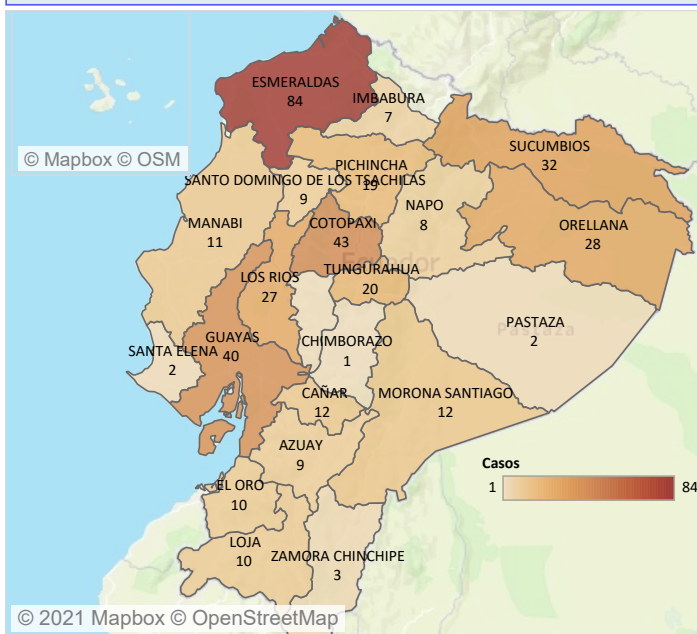 ESMERALDAS
84
IMBABURA
7
© Mapbox © OSM
SUCUMBIOS
32
PICHINCHA
19
SANTO DOMINGO DE LOS TSACHILAS
9
NAPO
8
MANABI
11
COTOPAXI
43
ORELLANA
28
Ecuador
LOS RIOS
27
TUNGURAHUA
20
PASTAZA
Pastaza
2
GUAYAS
40
SANTA ELENA
2
CHIMBORAZO
1
CAÑAR
12
MORONA SANTIAGO
12
AZUAY
9
Casos
1 84
EL ORO
10
LOJA
10
ZAMORA CHINCHIPE
3
© 2021 Mapbox © OpenStreetMap